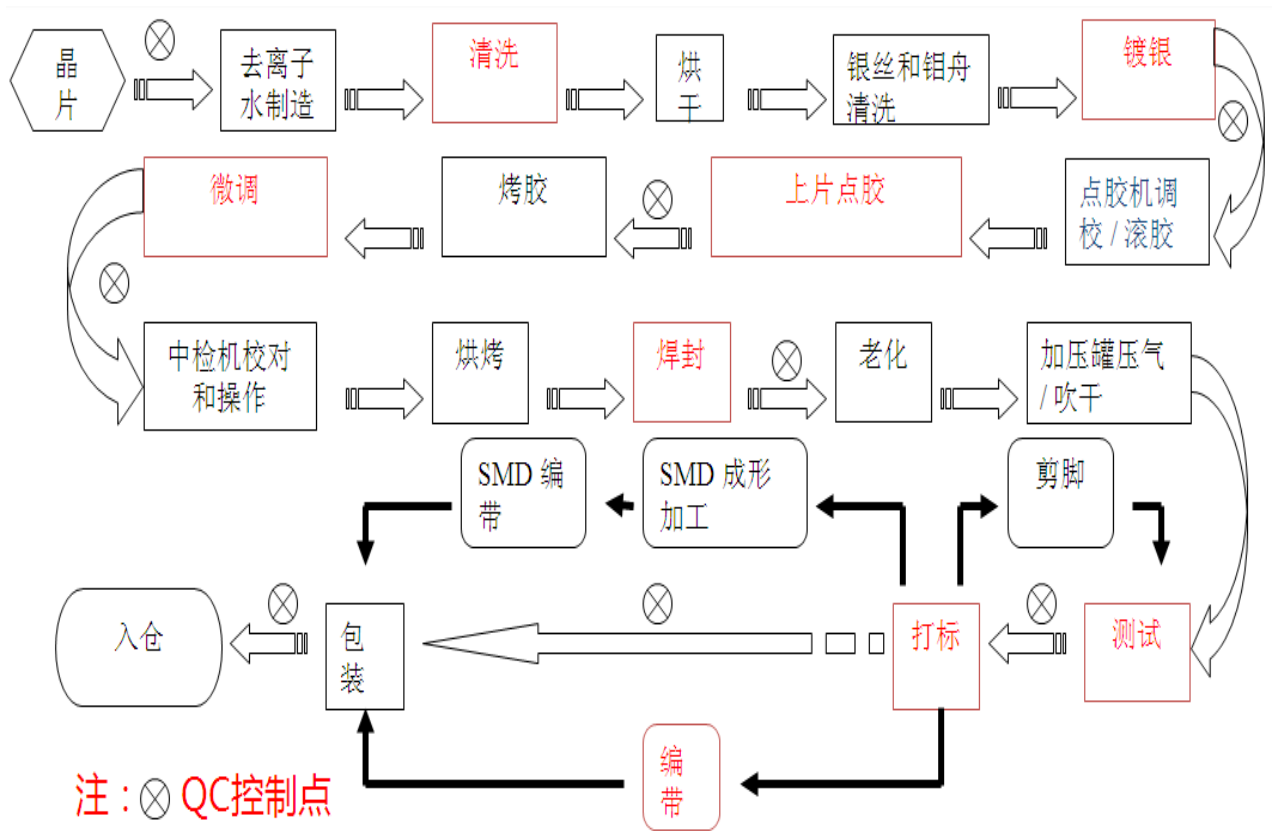 晶
片
去离子
水制造
清洗
烘
干
银丝和钼舟
清洗
镀银
微调
烤胶
上片点胶
点胶机调
校 / 滚胶
中检机校对
和操作
烘烤
焊封
老化
加压罐压气
/ 吹干
SMD 编
带
SMD 成形
加工
剪脚
入仓
包
装
打标
测试
编
带
注：QC控制点